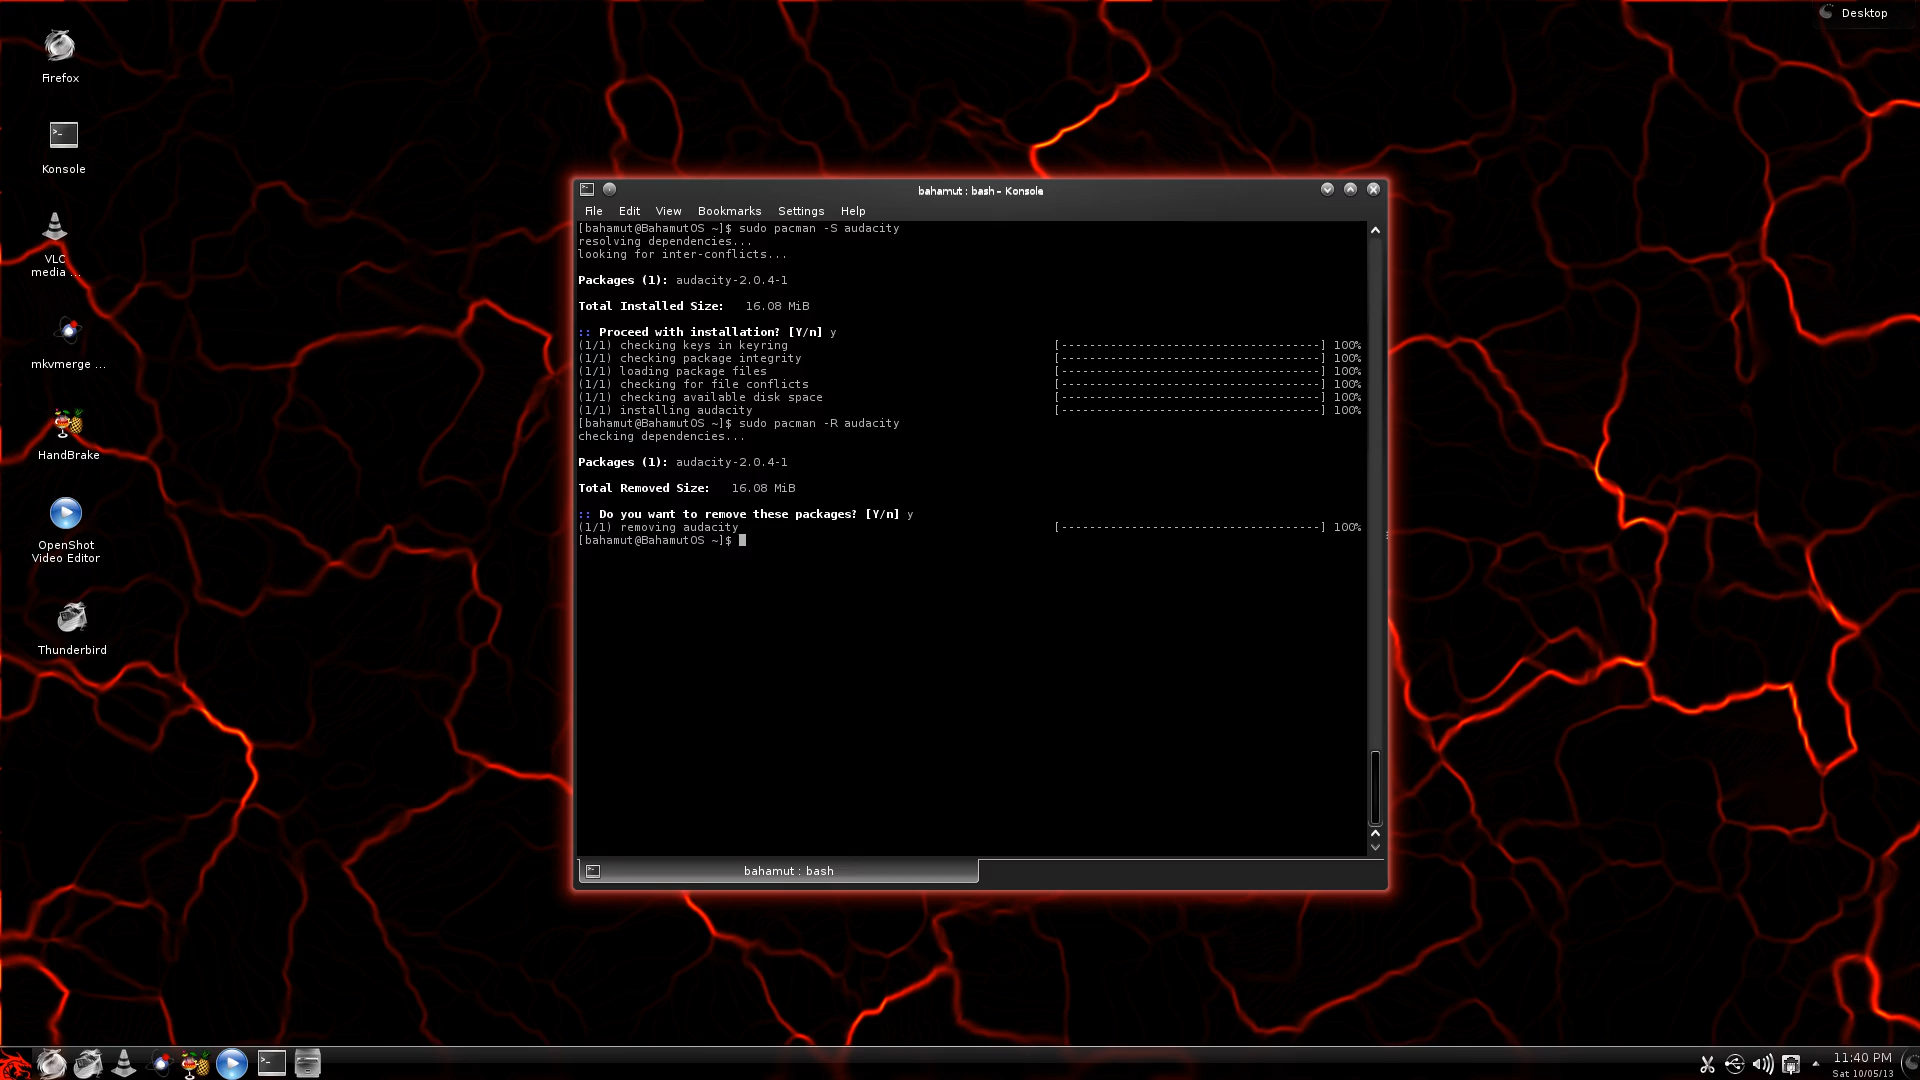 Desktop
Firefox
Konsole
VLC
media ...
mkvmerge ...
HandBrake
OpenShot
Video Editor
Thunderbird
bahamut : bash – Konsole
File Edit View Bookmarks Settings Help
[bahamut@BahamutOS ~]$ sudo pacman -S audacity
resolving dependencies...
looking for inter-conflicts...
Packages (1): audacity-2.0.4-1
Total Installed Size:   16.08 MiB
:: Proceed with installation? [Y/n] y
(1/1) checking keys in keyring [-------------------------------------] 100%
(1/1) checking package integrity [-------------------------------------] 100%
(1/1) loading package files [-------------------------------------] 100%
(1/1) checking for file conflicts [-------------------------------------] 100%
(1/1) checking available disk space [-------------------------------------] 100%
(1/1) installing audacity [-------------------------------------] 100%
[bahamut@BahamutOS ~]$ sudo pacman -R audacity
checking dependencies...
Packages (1): audacity-2.0.4-1
Total Removed Size:   16.08 MiB
:: Do you want to remove these packages? [Y/n] y
(1/1) removing audacity [-------------------------------------] 100%
[bahamut@BahamutOS ~]$
bahamut : bash
11:40 PM
Sat 10/05/13